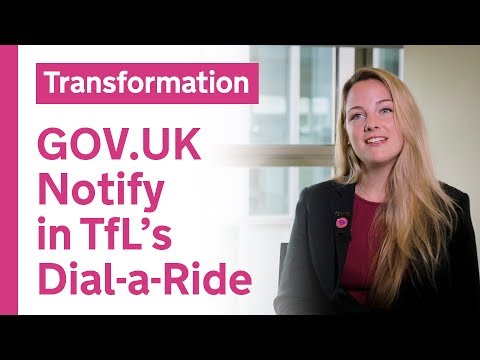 Transformation
GOV.UK
Notify
in TfL’s
Dial-a-Ride